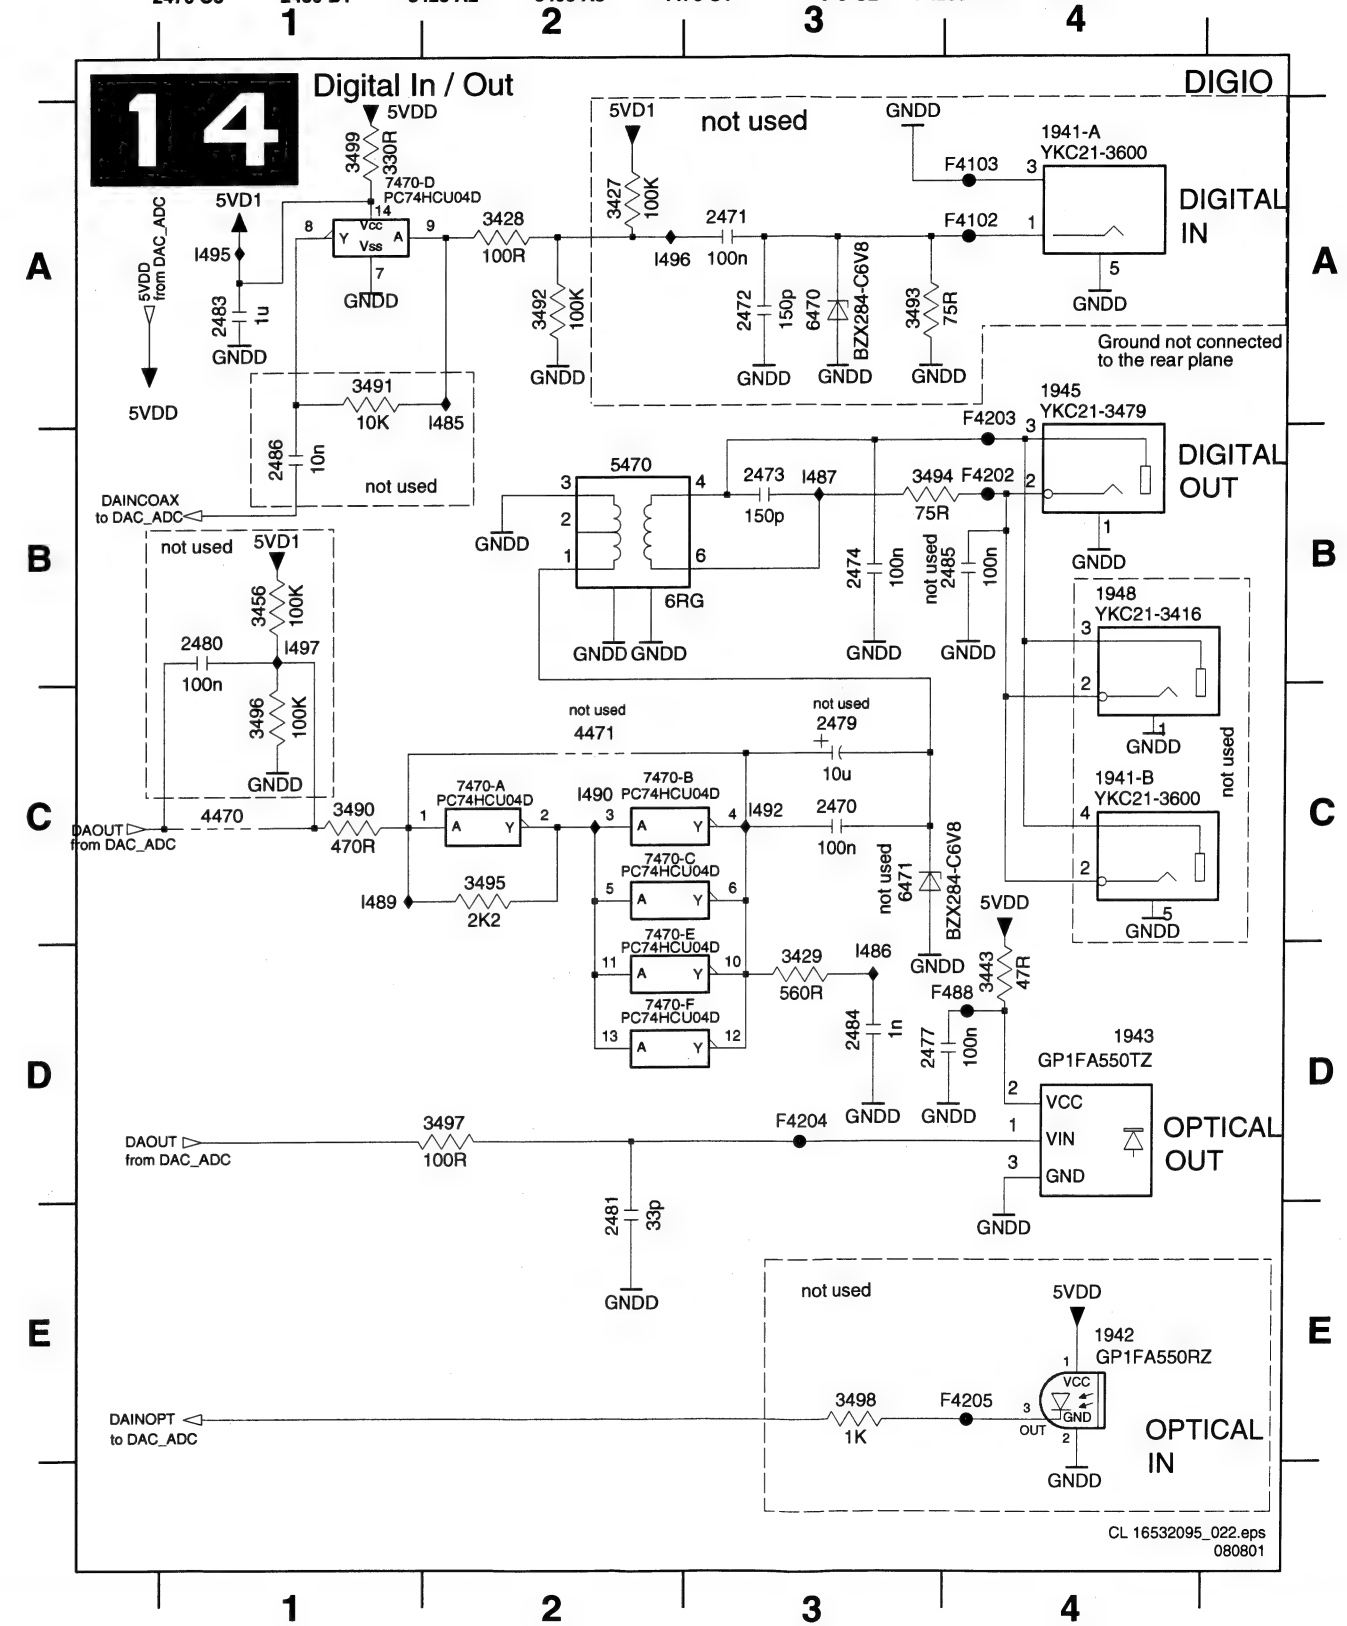 1 2 3 4
14
Digital In / Out
DIGIO
5VDD
3499
330R
7470-D
PC74HCU04D
5VD1
I495
2483
1u
GNDD
5VDD
from DAC_ADC
5VDD
8 Y Vcc A 9
14
Vss
7
GNDD
3428
100R
3492
100K
GNDD
not used
5VD1
3427
100K
I496
2471
100n
2472
150p
GNDD
6470
BZX284-C6V8
GNDD
3493
75R
GNDD
GNDD
F4103
F4102
1941-A
YKC21-3600
3
1
5
GNDD
DIGITAL
IN
A A
Ground not connected
to the rear plane
3491
10K
I485
2486
10n
not used
DAINCOAX
to DAC_ADC
1945
YKC21-3479
F4203
3
F4202
2
1
GNDD
DIGITAL
OUT
5470
3
2
1
4
6
6RG
GNDD
GNDD GNDD
2473
150p
I487
3494
75R
2474
100n
GNDD
not used
2485
100n
GNDD
B B
not used
5VD1
3456
100K
2480
100n
I497
3496
100K
GNDD
1948
YKC21-3416
3
2
1
GNDD
not used
1941-B
YKC21-3600
4
2
5
GNDD
not used
4471
not used
2479
+
10u
C C
DAOUT
from DAC_ADC
4470
3490
470R
7470-A
PC74HCU04D
1 A Y 2
I489
3495
2K2
I490
7470-B
PC74HCU04D
3 A Y 4
I492
2470
100n
7470-C
PC74HCU04D
5 A Y 6
7470-E
PC74HCU04D
11 A Y 10
7470-F
PC74HCU04D
13 A Y 12
not used
6471
BZX284-C6V8
GNDD
3429
560R
I486
2484
1n
GNDD
5VDD
3443
47R
F488
2477
100n
GNDD
D D
1943
GP1FA550TZ
2 VCC
1 VIN
3 GND
GNDD
OPTICAL
OUT
DAOUT
from DAC_ADC
3497
100R
F4204
2481
33p
GNDD
E E
not used
5VDD
1942
GP1FA550RZ
1
VCC
GND
3
OUT
2
GNDD
OPTICAL
IN
DAINOPT
to DAC_ADC
3498
1K
F4205
CL 16532095_022.eps
080801
1 2 3 4